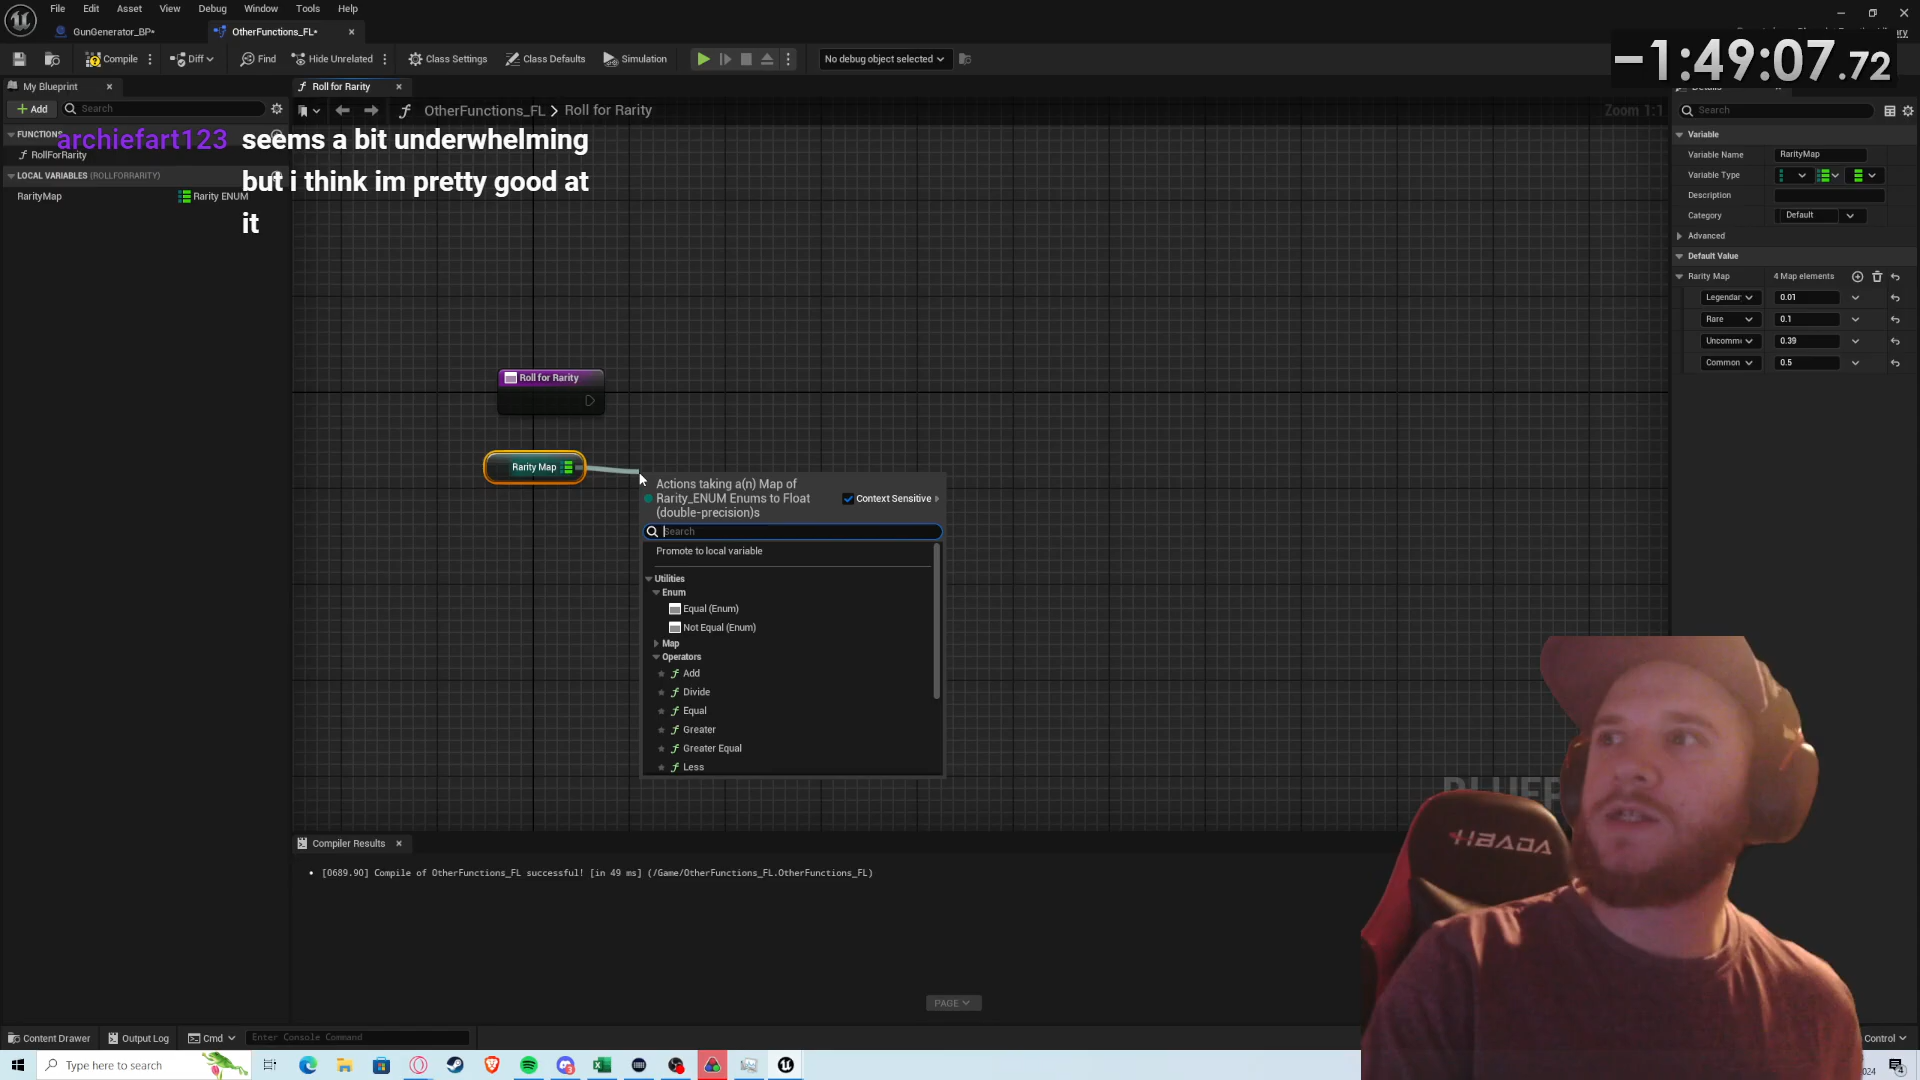 File Edit Asset View Debug Window Tools Help
GunGenerator_BP*
OtherFunctions_FL*
Compile Diff Find Hide Unrelated Class Settings Class Defaults Simulation No debug object selected
-1:49:07.72
My Blueprint
Roll for Rarity
Add Search
OtherFunctions_FL > Roll for Rarity
Zoom 1:1
Search
FUNCTIONS
archiefart123 seems a bit underwhelming
but i think im pretty good at
it
RollForRarity
LOCAL VARIABLES (ROLLFORRARITY)
RarityMap Rarity ENUM
Variable
Variable Name RarityMap
Variable Type
Description
Category Default
Advanced
Default Value
Rarity Map 4 Map elements
Legendar 0.01
Rare 0.1
Uncomm 0.39
Common 0.5
Roll for Rarity
Rarity Map
Actions taking a(n) Map of
Rarity_ENUM Enums to Float
(double-precision)s
Context Sensitive
Search
Promote to local variable
Utilities
Enum
Equal (Enum)
Not Equal (Enum)
Map
Operators
Add
Divide
Equal
Greater
Greater Equal
Less
HBADA
Compiler Results
[0689.90] Compile of OtherFunctions_FL successful! [in 49 ms] (/Game/OtherFunctions_FL.OtherFunctions_FL)
PAGE
Content Drawer Output Log Cmd Enter Console Command
Control
Type here to search